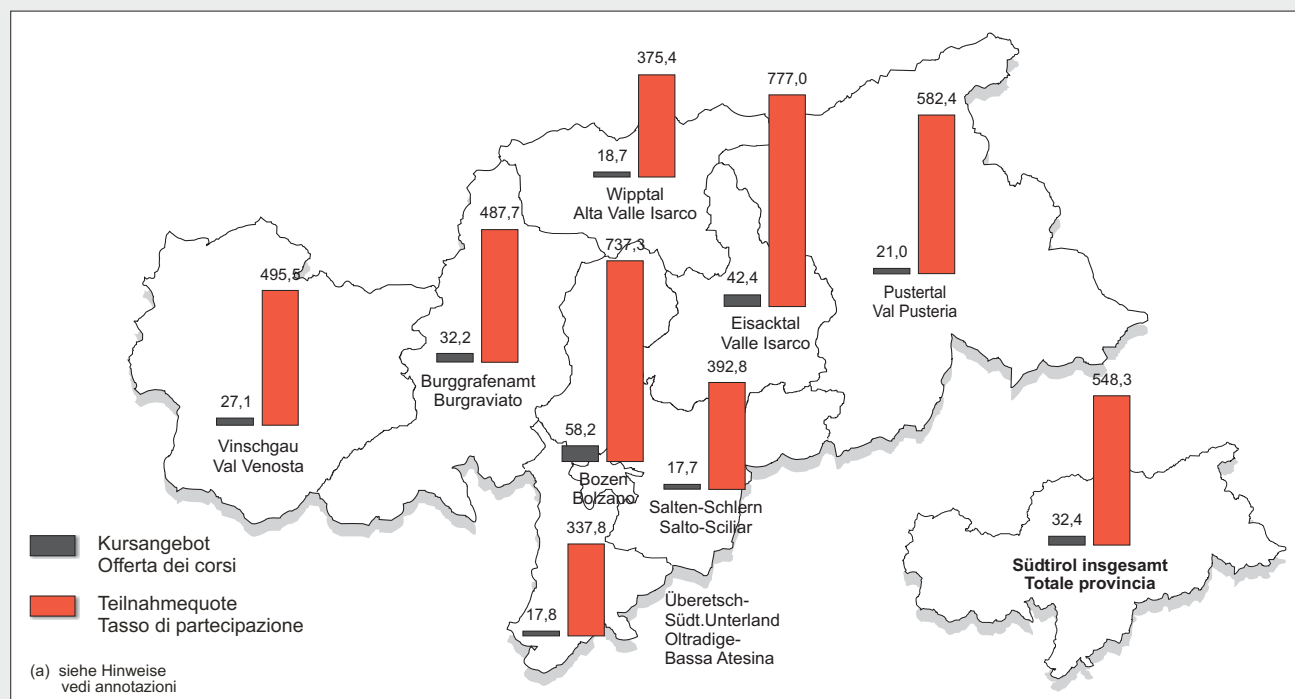 375,4
18,7
Wipptal
Alta Valle Isarco
777,0
42,4
Eisacktal
Valle Isarco
582,4
21,0
Pustertal
Val Pusteria
487,7
32,2
Burggrafenamt
Burgraviato
737,3
58,2
Bozen
Bolzano
495,5
27,1
Vinschgau
Val Venosta
392,8
17,7
Salten-Schlern
Salto-Sciliar
337,8
17,8
Überetsch-
Südt.Unterland
Oltradige-
Bassa Atesina
548,3
32,4
Südtirol insgesamt
Totale provincia
Kursangebot
Offerta dei corsi
Teilnahmequote
Tasso di partecipazione
(a) siehe Hinweise
vedi annotazioni